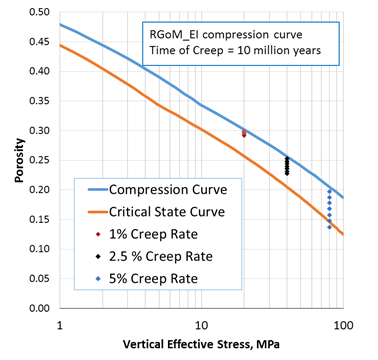 0.50
RGoM_EI compression curve
Time of Creep = 10 million years
0.45
0.40
0.35
0.30
0.25
0.20
0.15
0.10
0.05
0.00
Porosity
Compression Curve
Critical State Curve
1% Creep Rate
2.5 % Creep Rate
5% Creep Rate
1 10 100
Vertical Effective Stress, MPa